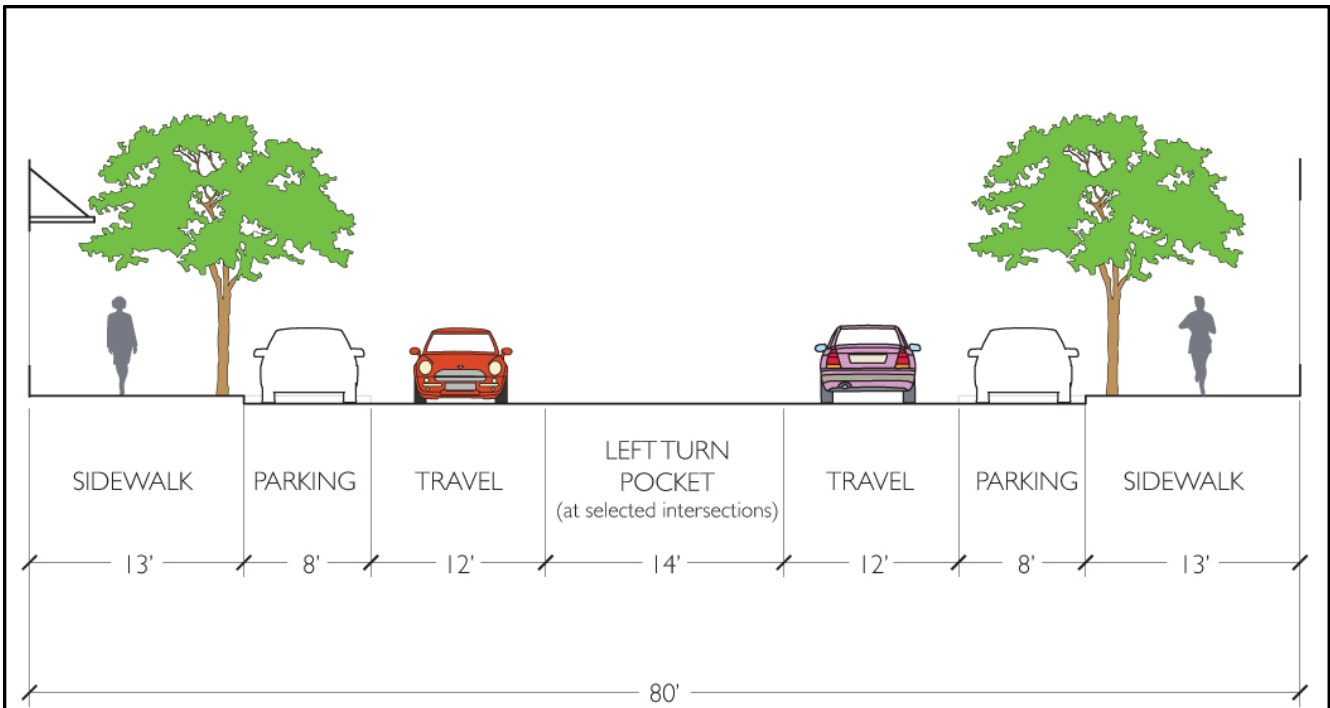 SIDEWALK
PARKING
TRAVEL
LEFT TURN
POCKET
(at selected intersections)
TRAVEL
PARKING
SIDEWALK
13'
8'
12'
14'
12'
8'
13'
80'